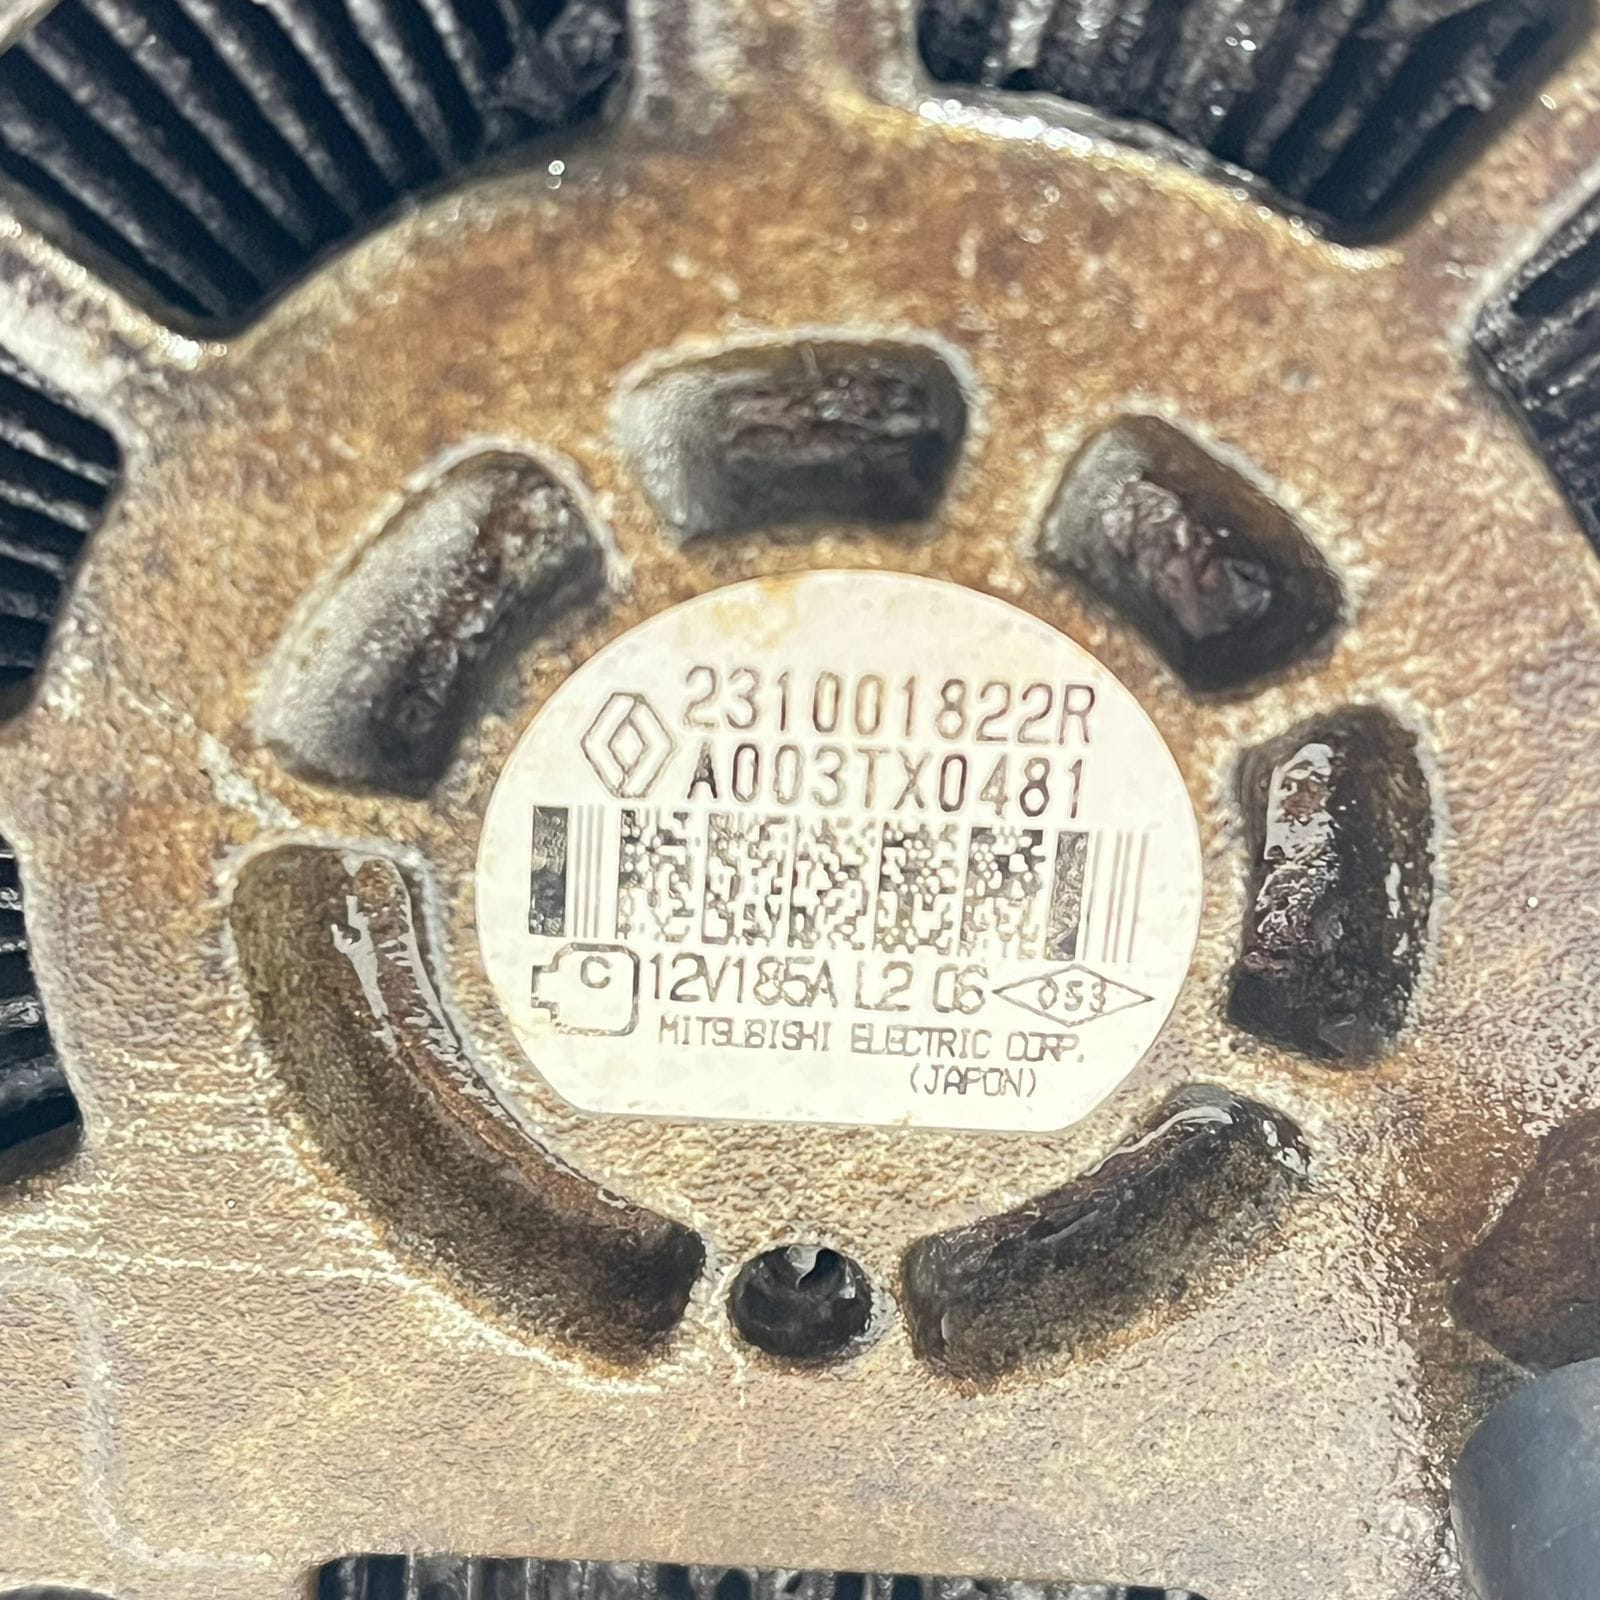 231001822R
A003TX0481
C 12V185A L2 06 053
MITSUBISHI ELECTRIC CORP.
(JAPON)